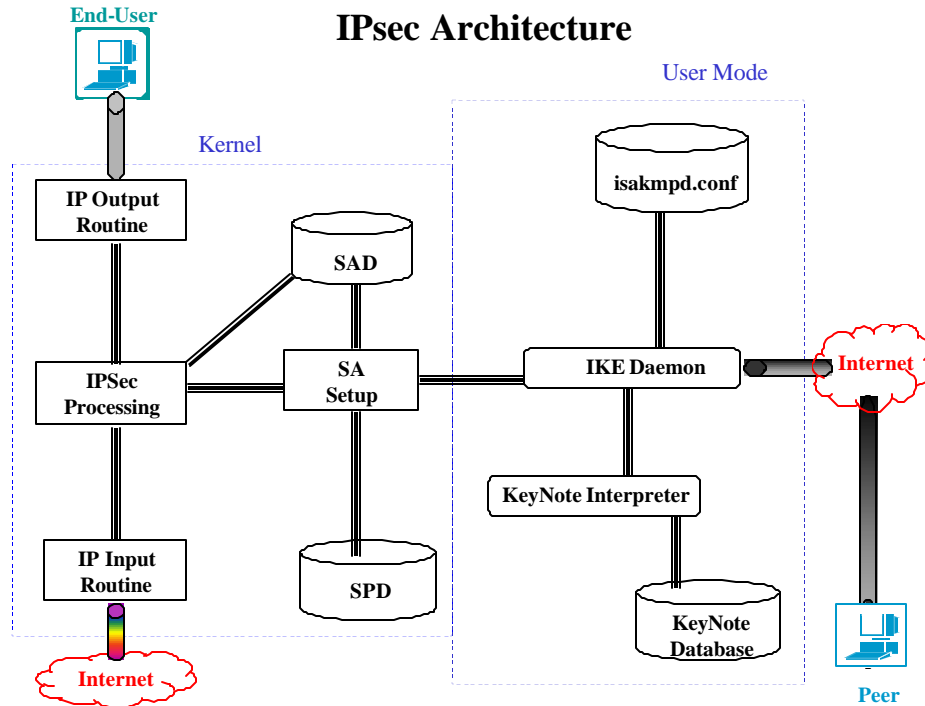 End-User
IPsec Architecture
User Mode
Kernel
isakmpd.conf
IP Output
Routine
SAD
IPSec
Processing
SA
Setup
IKE Daemon
Internet
KeyNote Interpreter
IP Input
Routine
SPD
KeyNote
Database
Internet
Peer